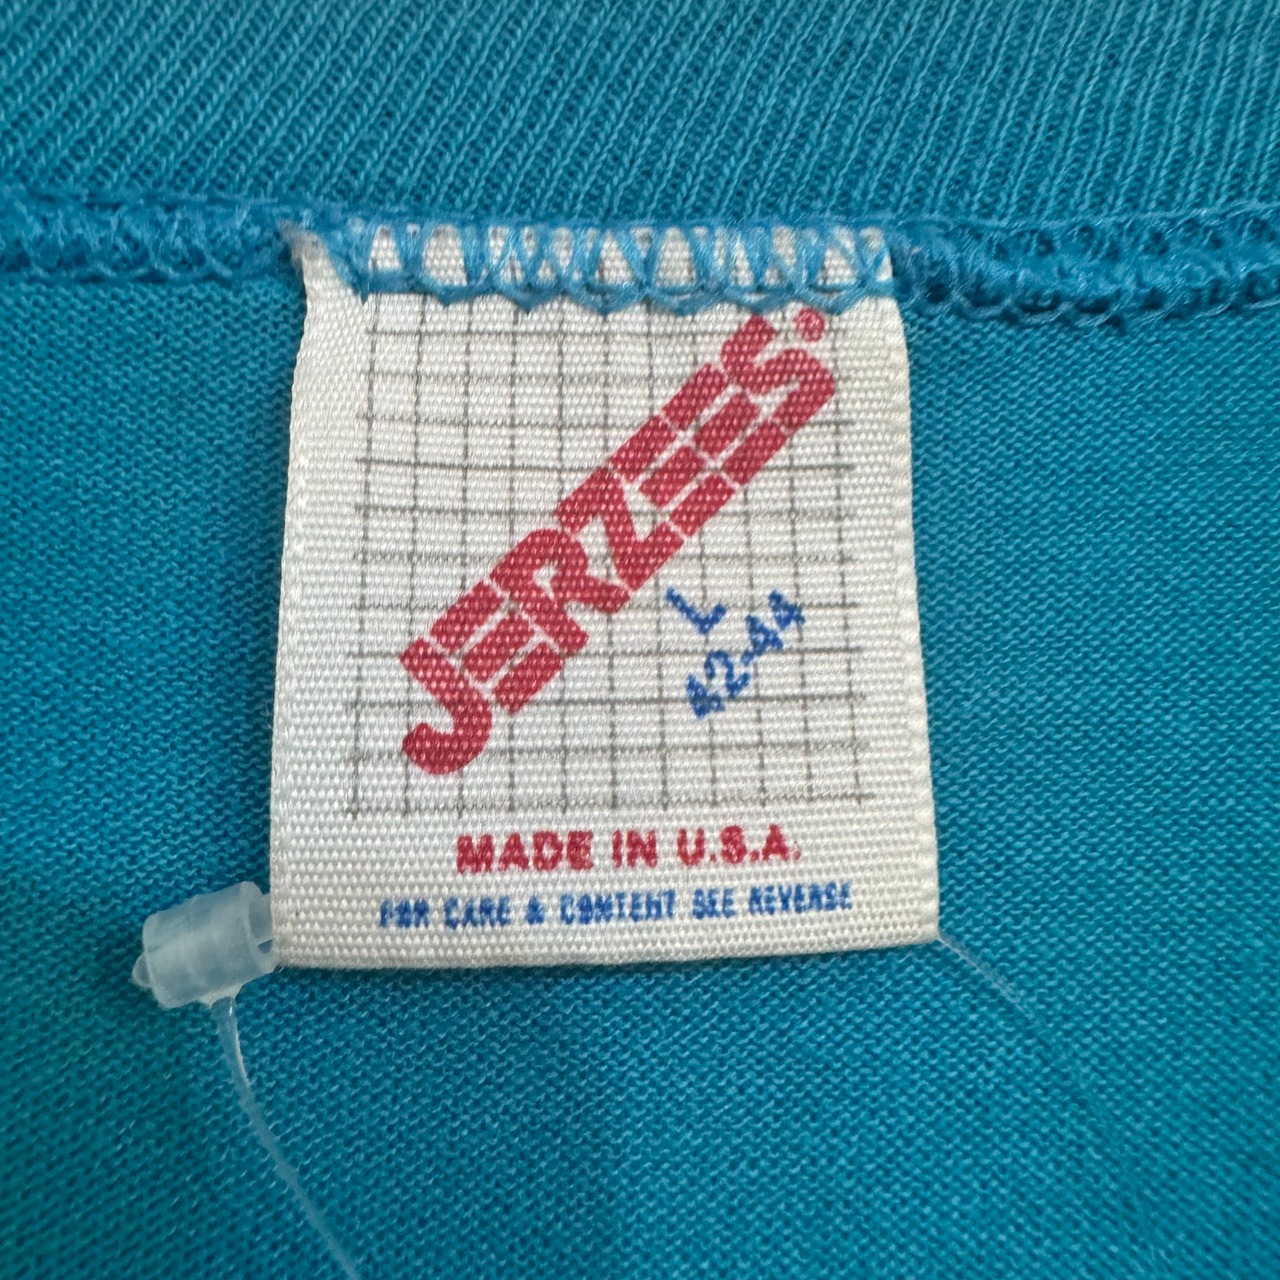 JERZEES®
L
42-44
MADE IN U.S.A.
FOR CARE & CONTENT SEE REVERSE